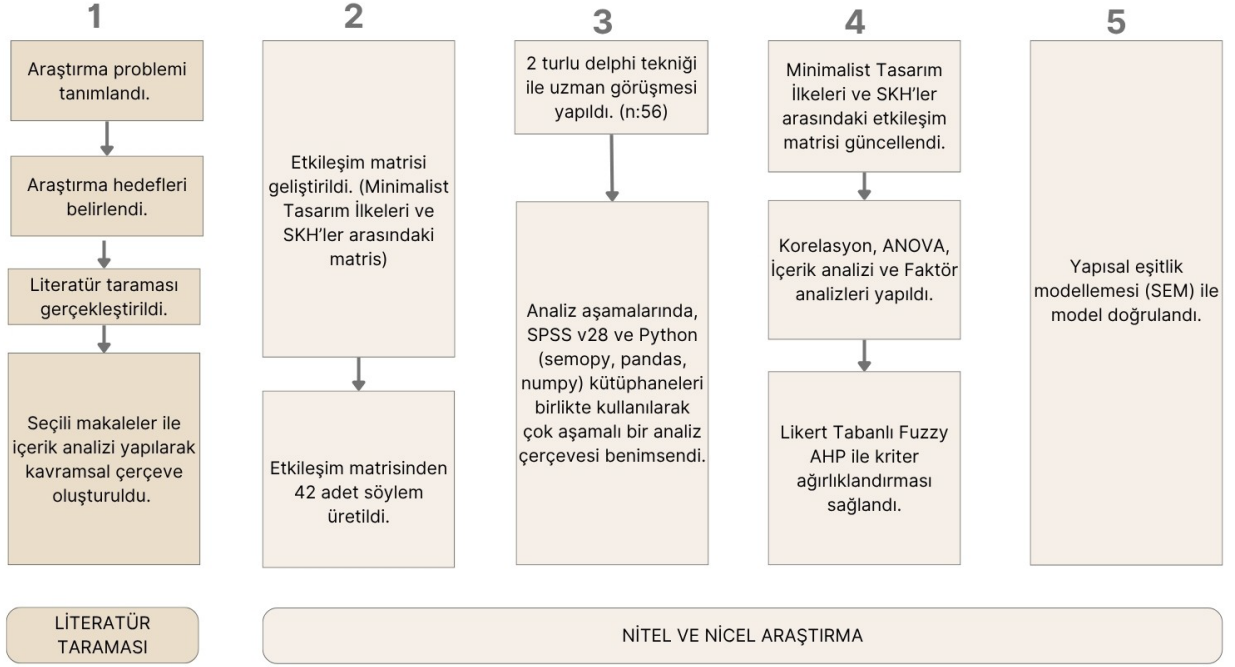 1
Araştırma problemi
tanımlandı.
Araştırma hedefleri
belirlendi.
Literatür taraması
gerçekleştirildi.
Seçili makaleler ile
içerik analizi yapılarak
kavramsal çerçeve
oluşturuldu.
LİTERATÜR
TARAMASI
2
Etkileşim matrisi
geliştirildi. (Minimalist
Tasarım İlkeleri ve
SKH’ler arasındaki
matris)
Etkileşim matrisinden
42 adet söylem
üretildi.
3
2 turlu delphi tekniği
ile uzman görüşmesi
yapıldı. (n:56)
Analiz aşamalarında,
SPSS v28 ve Python
(semopy, pandas,
numpy) kütüphaneleri
birlikte kullanılarak
çok aşamalı bir analiz
çerçevesi benimsendi.
4
Minimalist Tasarım
İlkeleri ve SKH’ler
arasındaki etkileşim
matrisi güncellendi.
Korelasyon, ANOVA,
İçerik analizi ve Faktör
analizleri yapıldı.
Likert Tabanlı Fuzzy
AHP ile kriter
ağırlıklandırması
sağlandı.
5
Yapısal eşitlik
modellemesi (SEM) ile
model doğrulandı.
NİTEL VE NİCEL ARAŞTIRMA